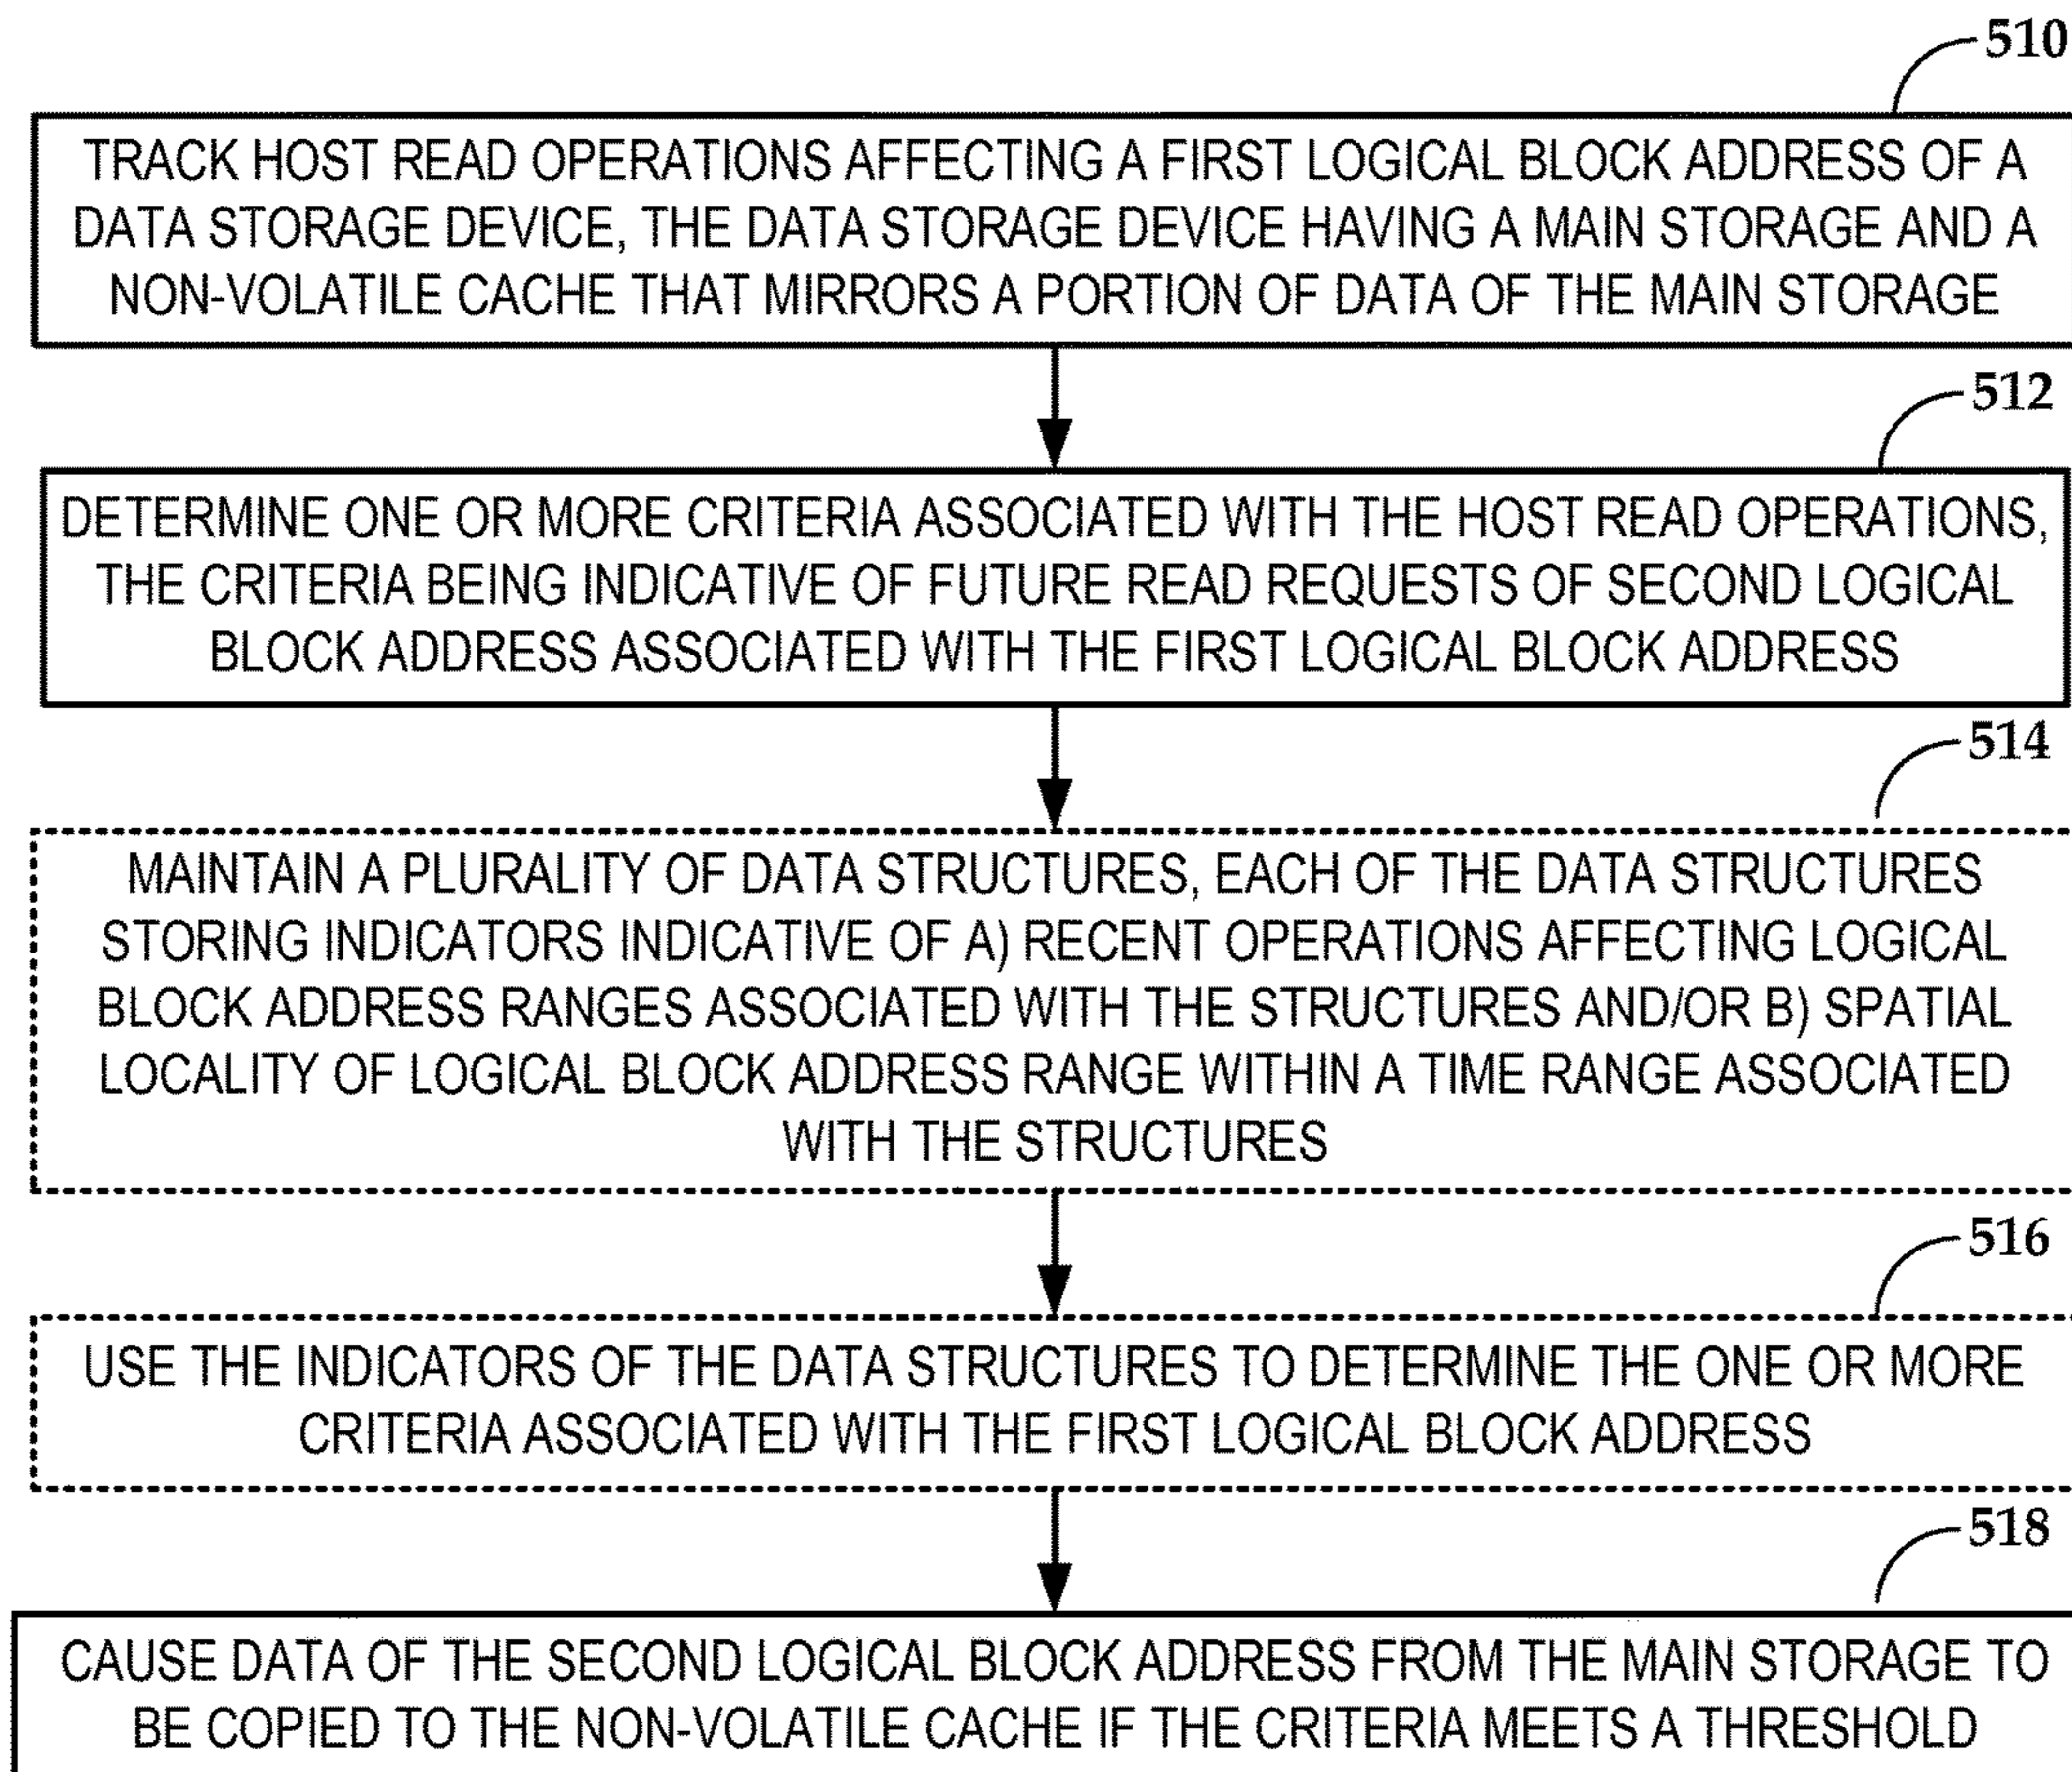 510
TRACK HOST READ OPERATIONS AFFECTING A FIRST LOGICAL BLOCK ADDRESS OF A
DATA STORAGE DEVICE, THE DATA STORAGE DEVICE HAVING A MAIN STORAGE AND A
NON-VOLATILE CACHE THAT MIRRORS A PORTION OF DATA OF THE MAIN STORAGE
512
DETERMINE ONE OR MORE CRITERIA ASSOCIATED WITH THE HOST READ OPERATIONS,
THE CRITERIA BEING INDICATIVE OF FUTURE READ REQUESTS OF SECOND LOGICAL
BLOCK ADDRESS ASSOCIATED WITH THE FIRST LOGICAL BLOCK ADDRESS
514
MAINTAIN A PLURALITY OF DATA STRUCTURES, EACH OF THE DATA STRUCTURES
STORING INDICATORS INDICATIVE OF A) RECENT OPERATIONS AFFECTING LOGICAL
BLOCK ADDRESS RANGES ASSOCIATED WITH THE STRUCTURES AND/OR B) SPATIAL
LOCALITY OF LOGICAL BLOCK ADDRESS RANGE WITHIN A TIME RANGE ASSOCIATED
WITH THE STRUCTURES
516
USE THE INDICATORS OF THE DATA STRUCTURES TO DETERMINE THE ONE OR MORE
CRITERIA ASSOCIATED WITH THE FIRST LOGICAL BLOCK ADDRESS
518
CAUSE DATA OF THE SECOND LOGICAL BLOCK ADDRESS FROM THE MAIN STORAGE TO
BE COPIED TO THE NON-VOLATILE CACHE IF THE CRITERIA MEETS A THRESHOLD